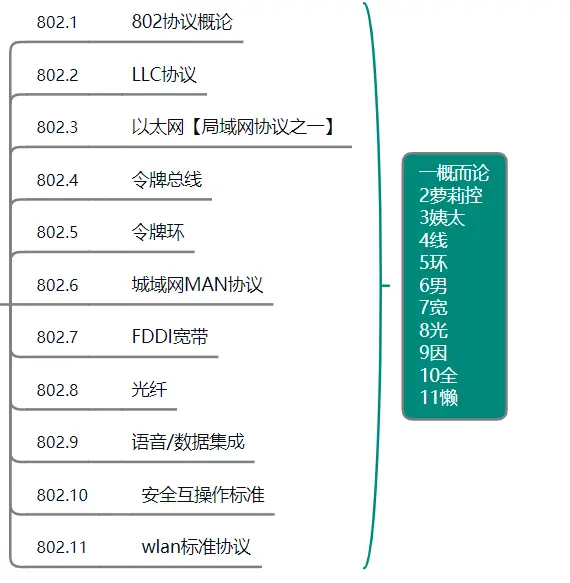 802.1 802协议概论
802.2 LLC协议
802.3 以太网【局域网协议之一】
802.4 令牌总线
802.5 令牌环
802.6 城域网MAN协议
802.7 FDDI宽带
802.8 光纤
802.9 语音/数据集成
802.10 安全互操作标准
802.11 wlan标准协议
一概而论
2萝莉控
3姨太
4线
5环
6男
7宽
8光
9因
10全
11懒